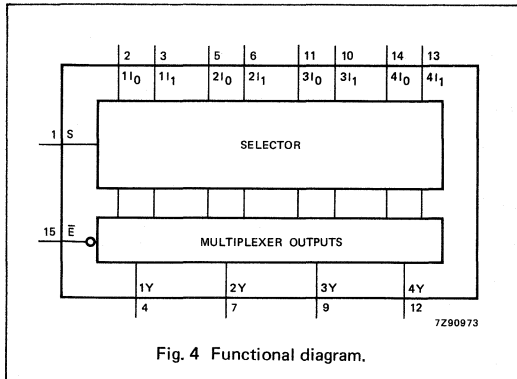 2 3 5 6 11 10 14 13
1I0 1I1 2I0 2I1 3I0 3I1 4I0 4I1
1 S
SELECTOR
15 E̅
MULTIPLEXER OUTPUTS
1Y 2Y 3Y 4Y
4 7 9 12
7Z90973
Fig. 4 Functional diagram.